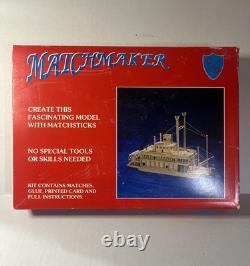 MATCHMAKER
CREATE THIS
FASCINATING MODEL
WITH MATCHSTICKS
NO SPECIAL TOOLS
OR SKILLS NEEDED
KIT CONTAINS MATCHES,
GLUE, PRINTED CARD AND
FULL INSTRUCTIONS.
© ebay.com